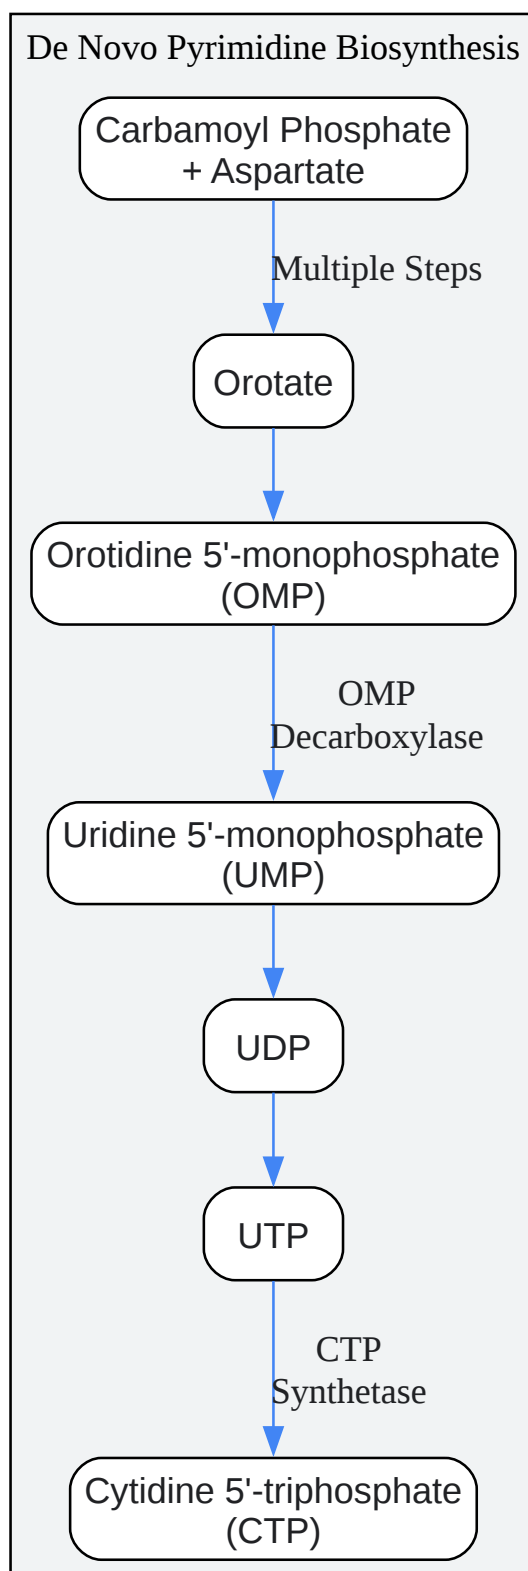 De Novo Pyrimidine Biosynthesis
Carbamoyl Phosphate
+ Aspartate
Multiple Steps
Orotate
Orotidine 5'-monophosphate
(OMP)
OMP
Decarboxylase
Uridine 5'-monophosphate
(UMP)
UDP
UTP
CTP
Synthetase
Cytidine 5'-triphosphate
(CTP)